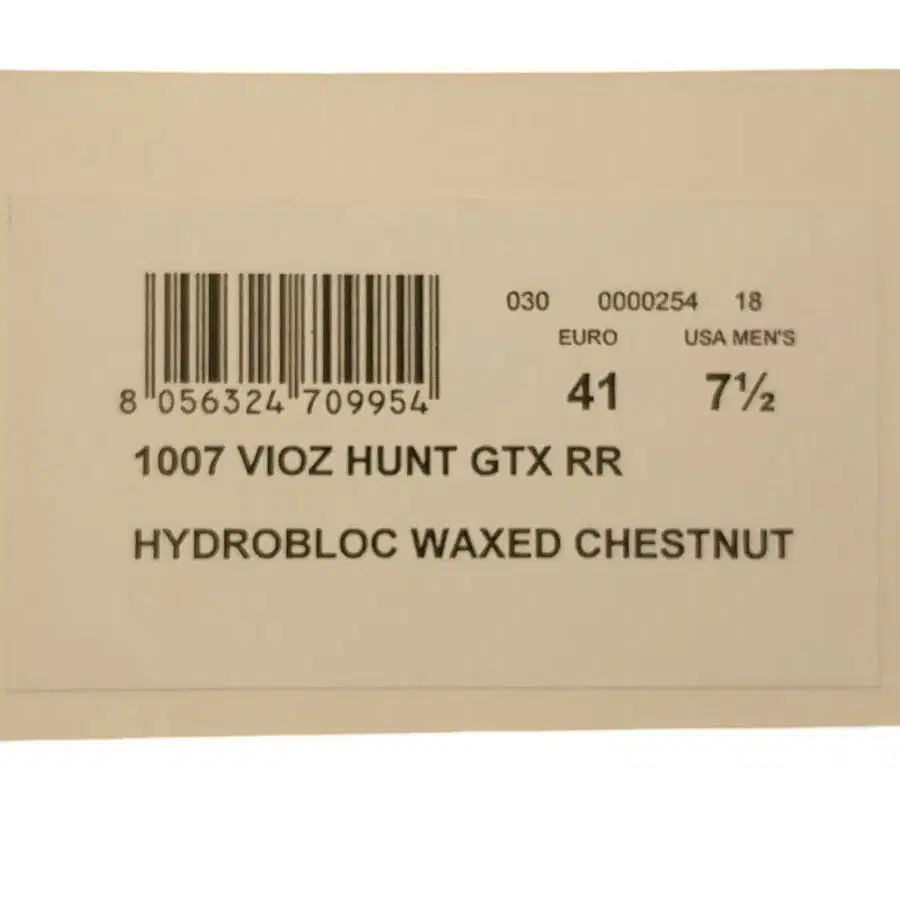 030 0000254 18
EURO USA MEN'S
41 7½
8 056324 709954
1007 VIOZ HUNT GTX RR
HYDROBLOC WAXED CHESTNUT